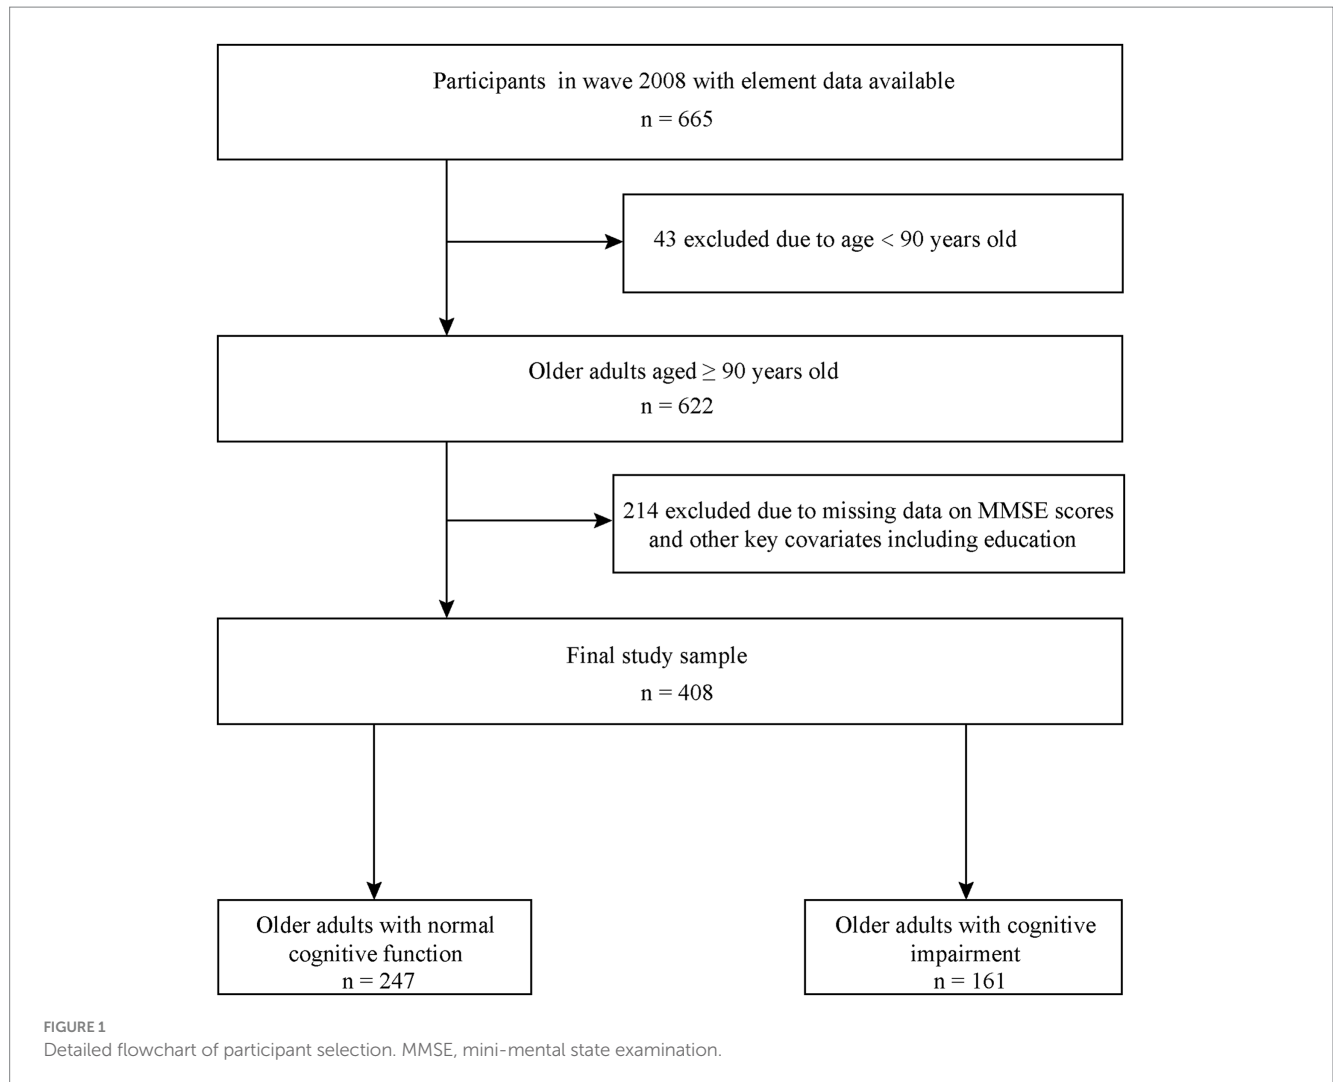 Participants in wave 2008 with element data available
n = 665
43 excluded due to age < 90 years old
Older adults aged ≥ 90 years old
n = 622
214 excluded due to missing data on MMSE scores
and other key covariates including education
Final study sample
n = 408
Older adults with normal
cognitive function
n = 247
Older adults with cognitive
impairment
n = 161
FIGURE 1
Detailed flowchart of participant selection. MMSE, mini-mental state examination.